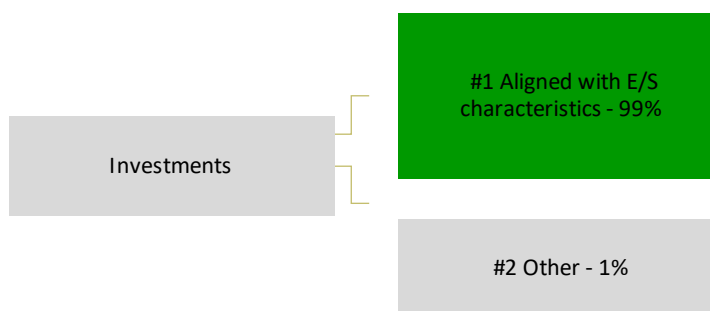 #1 Aligned with E/S
characteristics - 99%
Investments
#2 Other - 1%